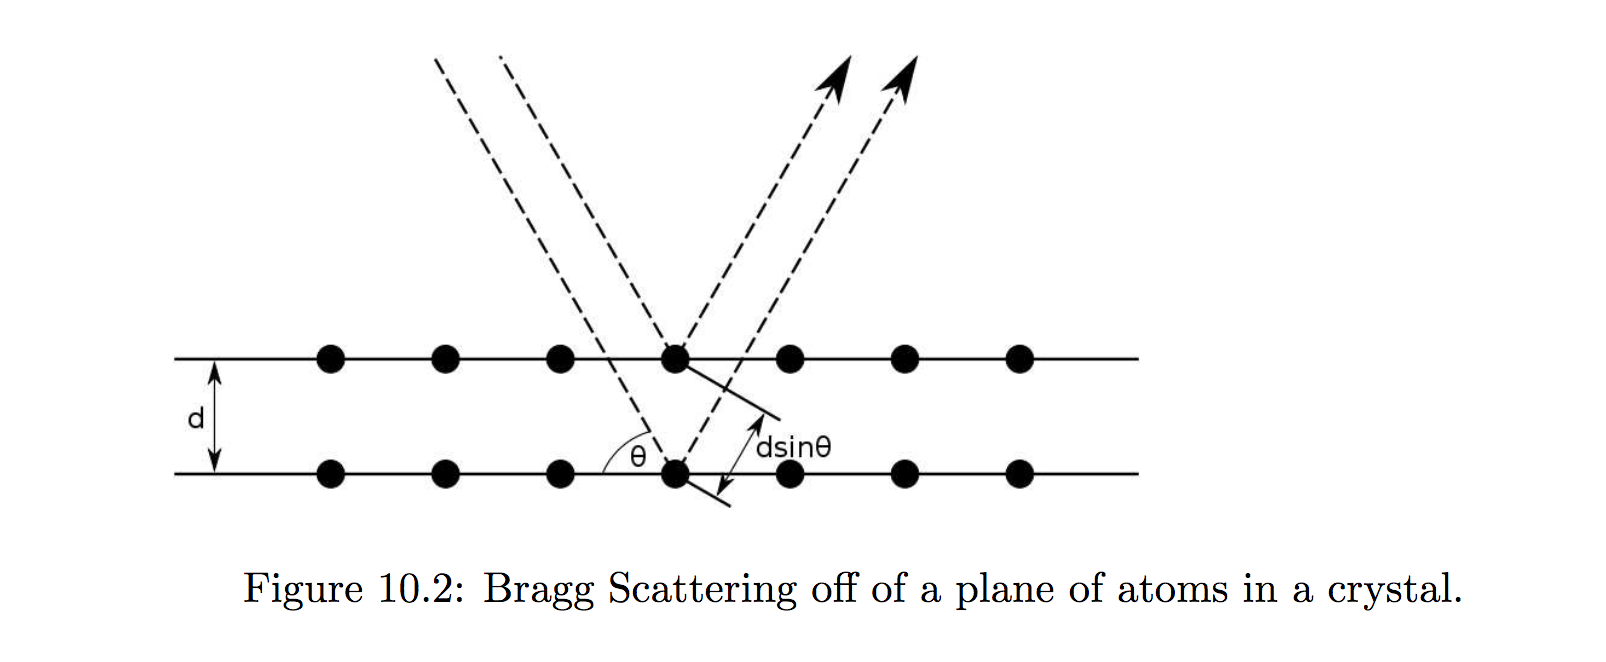 d
θ
dsinθ
Figure 10.2: Bragg Scattering off of a plane of atoms in a crystal.